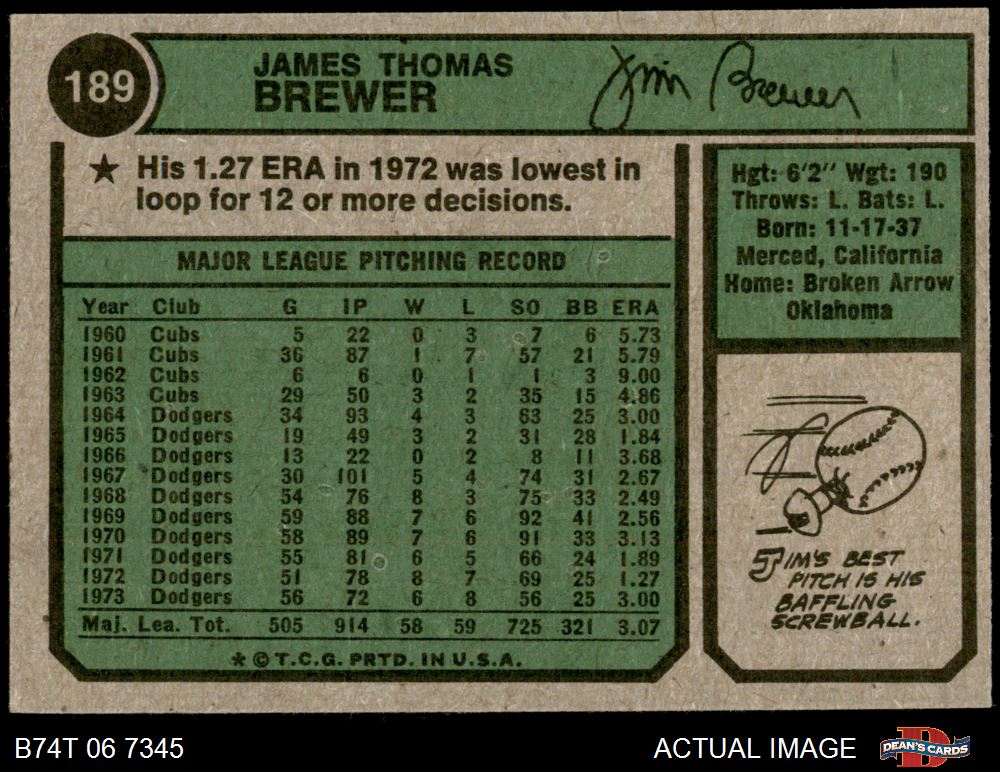 189
JAMES THOMAS
BREWER
Jim Brewer
★ His 1.27 ERA in 1972 was lowest in
loop for 12 or more decisions.
MAJOR LEAGUE PITCHING RECORD
Year Club G IP W L SO BB ERA
1960 Cubs 5 22 0 3 7 6 5.73
1961 Cubs 36 87 1 7 57 21 5.79
1962 Cubs 6 6 0 1 1 3 9.00
1963 Cubs 29 50 3 2 35 15 4.86
1964 Dodgers 34 93 4 3 63 25 3.00
1965 Dodgers 19 49 3 2 31 28 1.84
1966 Dodgers 13 22 0 2 8 11 3.68
1967 Dodgers 30 101 5 4 74 31 2.67
1968 Dodgers 54 76 8 3 75 33 2.49
1969 Dodgers 59 88 7 6 92 41 2.56
1970 Dodgers 58 89 7 6 91 33 3.13
1971 Dodgers 55 81 6 5 66 24 1.89
1972 Dodgers 51 78 8 7 69 25 1.27
1973 Dodgers 56 72 6 8 56 25 3.00
Maj. Lea. Tot. 505 914 58 59 725 321 3.07
★ © T.C.G. PRTD. IN U.S.A.
Hgt: 6'2" Wgt: 190
Throws: L. Bats: L.
Born: 11-17-37
Merced, California
Home: Broken Arrow
Oklahoma
JIM'S BEST
PITCH IS HIS
BAFFLING
SCREWBALL.
B74T 06 7345
ACTUAL IMAGE
D
DEAN'S CARDS